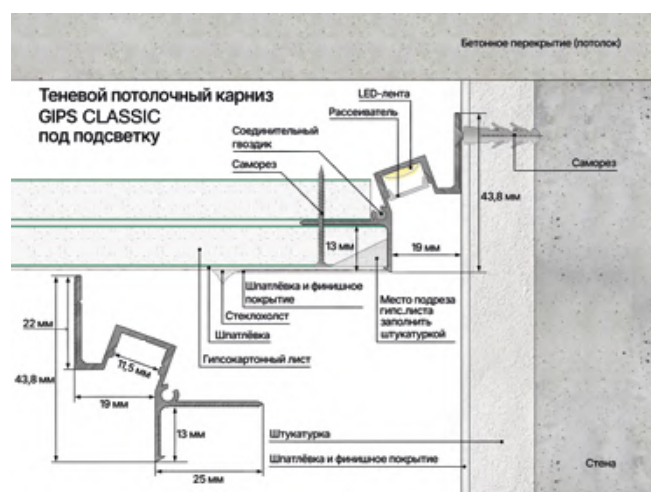 Бетонное перекрытие (потолок)
Теневой потолочный карниз
GIPS CLASSIC
под подсветку
LED-лента
Рассеиватель
Соединительный
гвоздик
Саморез
Саморез
43,8 мм
13 мм
19 мм
Шпатлёвка и финишное
покрытие
Стеклохолст
Шпатлёвка
Гипсокартонный лист
Место подреза
гипс.листа
заполнить
штукатуркой
22 мм
43,8 мм
11,5 мм
19 мм
13 мм
25 мм
Штукатурка
Шпатлёвка и финишное покрытие
Стена